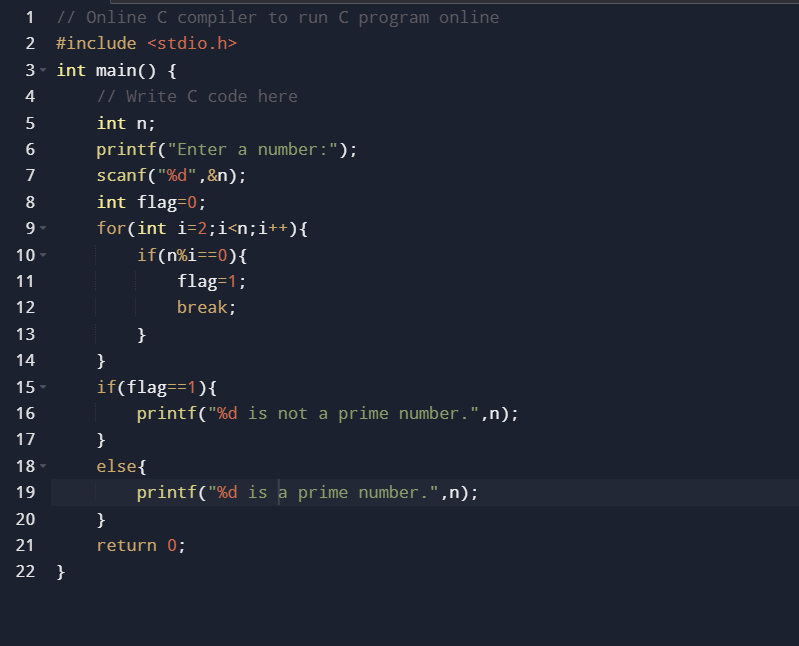 1 // Online C compiler to run C program online
2 #include <stdio.h>
3 int main() {
4     // Write C code here
5     int n;
6     printf("Enter a number:");
7     scanf("%d",&n);
8     int flag=0;
9     for(int i=2;i<n;i++){
10         if(n%i==0){
11             flag=1;
12             break;
13         }
14     }
15     if(flag==1){
16         printf("%d is not a prime number.",n);
17     }
18     else{
19         printf("%d is a prime number.",n);
20     }
21     return 0;
22 }